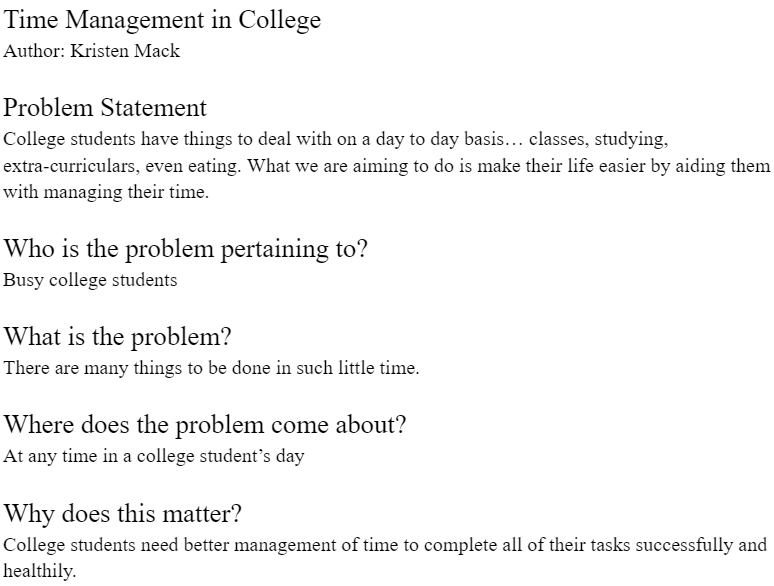 Time Management in College
Author: Kristen Mack
Problem Statement
College students have things to deal with on a day to day basis… classes, studying,
extra-curriculars, even eating. What we are aiming to do is make their life easier by aiding them
with managing their time.
Who is the problem pertaining to?
Busy college students
What is the problem?
There are many things to be done in such little time.
Where does the problem come about?
At any time in a college student’s day
Why does this matter?
College students need better management of time to complete all of their tasks successfully and
healthily.